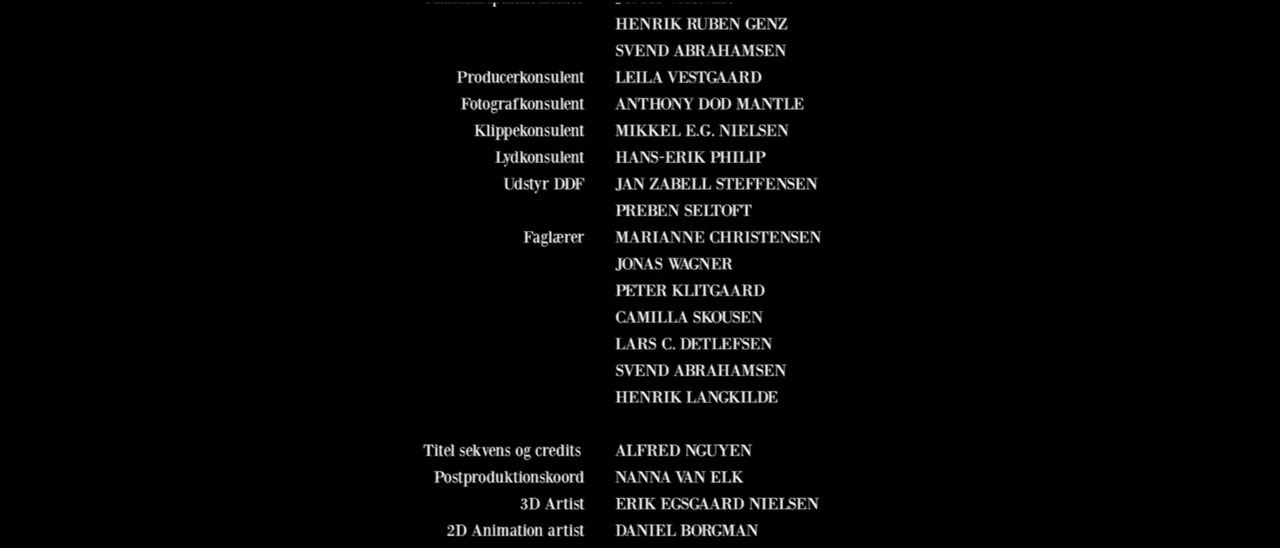 HENRIK RUBEN GENZ
SVEND ABRAHAMSEN
Producerkonsulent LEILA VESTGAARD
Fotografkonsulent ANTHONY DOD MANTLE
Klippekonsulent MIKKEL E.G. NIELSEN
Lydkonsulent HANS-ERIK PHILIP
Udstyr DDF JAN ZABELL STEFFENSEN
PREBEN SELTOFT
Faglærer MARIANNE CHRISTENSEN
JONAS WAGNER
PETER KLITGAARD
CAMILLA SKOUSEN
LARS C. DETLEFSEN
SVEND ABRAHAMSEN
HENRIK LANGKILDE
Titel sekvens og credits ALFRED NGUYEN
Postproduktionskoord NANNA VAN ELK
3D Artist ERIK EGSGAARD NIELSEN
2D Animation artist DANIEL BORGMAN